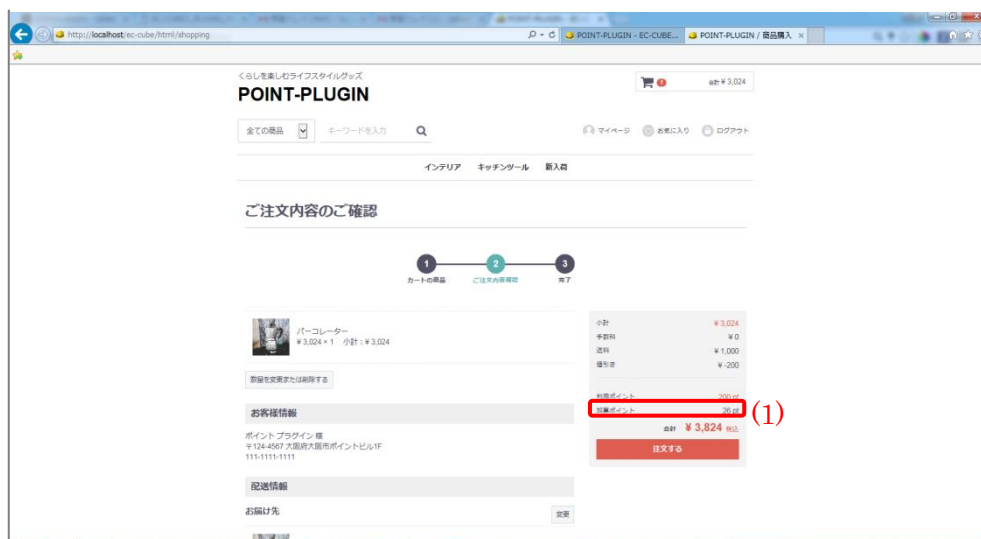 http://localhost/ec-cube/html/shopping
POINT-PLUGIN - EC-CUBE...
POINT-PLUGIN / 商品購入 ×
くらしを楽しむライフスタイルグッズ
POINT-PLUGIN
合計 ¥ 3,024
全ての商品
キーワードを入力
マイページ
お気に入り
ログアウト
インテリア キッチンツール 新入荷
ご注文内容のご確認
1 2 3
カートの商品 ご注文内容確認 完了
パーコレーター
¥ 3,024 × 1 小計：¥ 3,024
数量を変更または削除する
小計 ¥ 3,024
手数料 ¥ 0
送料 ¥ 1,000
値引き ¥ -200
利用ポイント 200 pt
加算ポイント 26 pt
(1)
合計 ¥ 3,824 税込
注文する
お客様情報
ポイント プラグイン 様
〒124-4567 大阪府大阪市ポイントビル1F
111-1111-1111
配送情報
お届け先
変更